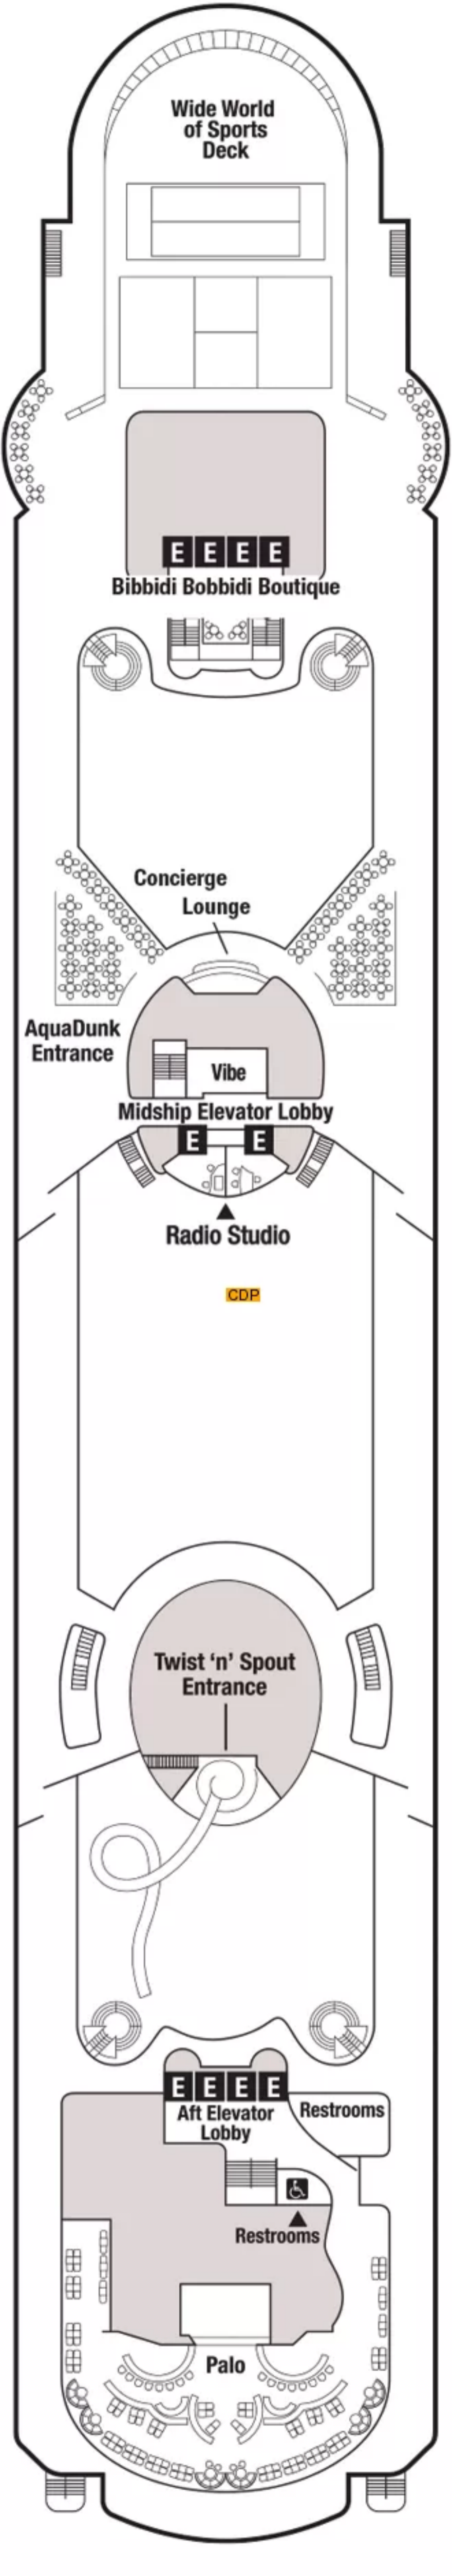 Wide World
of Sports
Deck
E E E E
Bibbidi Bobbidi Boutique
Concierge
Lounge
AquaDunk
Entrance
Vibe
Midship Elevator Lobby
E E
Radio Studio
CDP
Twist ‘n’ Spout
Entrance
E E E E
Aft Elevator
Lobby
Restrooms
Restrooms
Palo